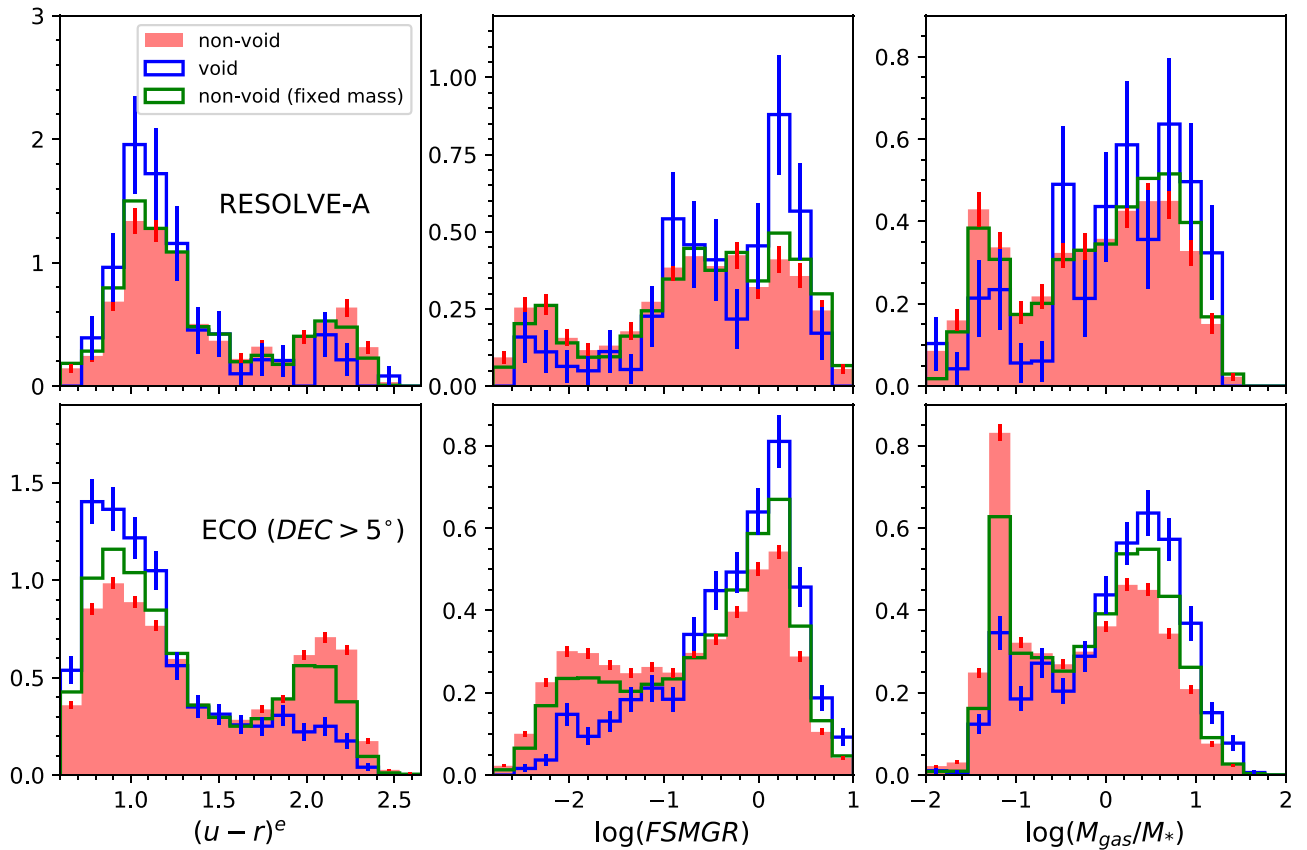 3
2
1
0
non-void
void
non-void (fixed mass)
RESOLVE-A
1.00
0.75
0.50
0.25
0.00
0.8
0.6
0.4
0.2
0.0
1.5
1.0
0.5
0.0
ECO (DEC > 5°)
0.8
0.6
0.4
0.2
0.0
0.8
0.6
0.4
0.2
0.0
1.0 1.5 2.0 2.5
−2 −1 0 1
−2 −1 0 1 2
(u − r)^e
log(FSMGR)
log(M_gas/M_*)